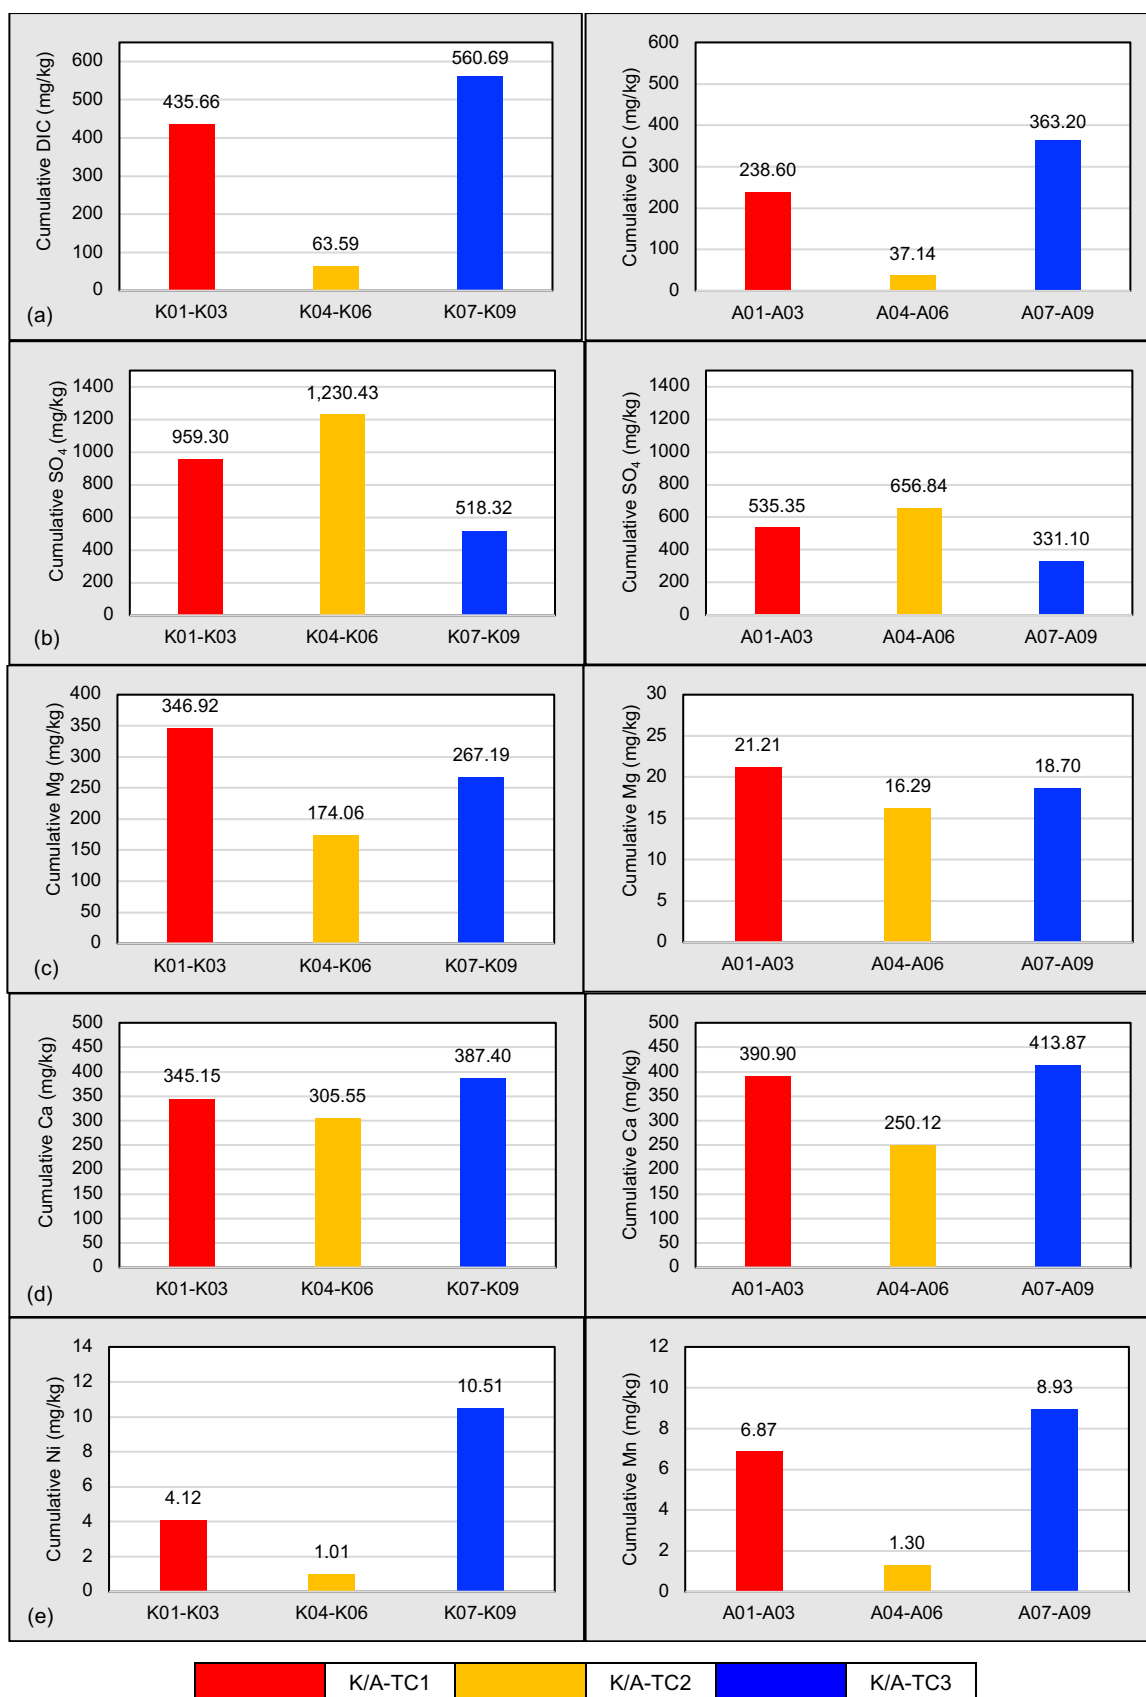 Cumulative DIC (mg/kg)
600
500
400
300
200
100
0
435.66
63.59
560.69
K01-K03
K04-K06
K07-K09
(a)
Cumulative DIC (mg/kg)
600
500
400
300
200
100
0
238.60
37.14
363.20
A01-A03
A04-A06
A07-A09
Cumulative SO₄ (mg/kg)
1400
1200
1000
800
600
400
200
0
959.30
1,230.43
518.32
K01-K03
K04-K06
K07-K09
(b)
Cumulative SO₄ (mg/kg)
1400
1200
1000
800
600
400
200
0
535.35
656.84
331.10
A01-A03
A04-A06
A07-A09
Cumulative Mg (mg/kg)
400
350
300
250
200
150
100
50
0
346.92
174.06
267.19
K01-K03
K04-K06
K07-K09
(c)
Cumulative Mg (mg/kg)
30
25
20
15
10
5
0
21.21
16.29
18.70
A01-A03
A04-A06
A07-A09
Cumulative Ca (mg/kg)
500
450
400
350
300
250
200
150
100
50
0
345.15
305.55
387.40
K01-K03
K04-K06
K07-K09
(d)
Cumulative Ca (mg/kg)
500
450
400
350
300
250
200
150
100
50
0
390.90
250.12
413.87
A01-A03
A04-A06
A07-A09
Cumulative Ni (mg/kg)
14
12
10
8
6
4
2
0
4.12
1.01
10.51
K01-K03
K04-K06
K07-K09
(e)
Cumulative Mn (mg/kg)
12
10
8
6
4
2
0
6.87
1.30
8.93
A01-A03
A04-A06
A07-A09
K/A-TC1
K/A-TC2
K/A-TC3